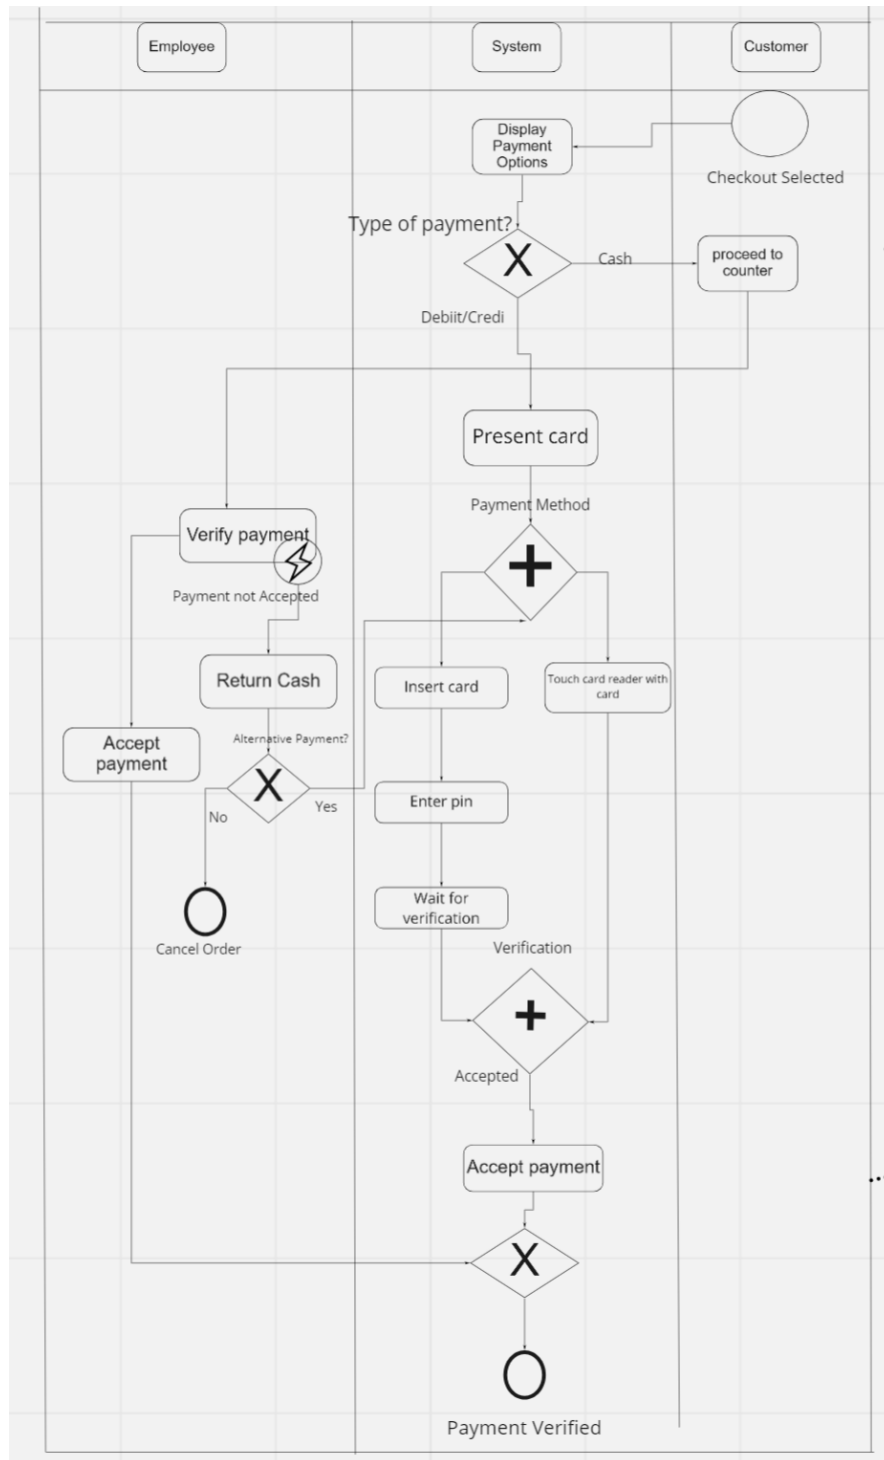 Employee
System
Customer
Display
Payment
Options
Checkout Selected
Type of payment?
X
Cash
proceed to
counter
Debiit/Credi
Present card
Payment Method
Verify payment
Payment not Accepted
Return Cash
Insert card
Touch card reader with
card
Alternative Payment?
Accept
payment
X
No
Yes
Enter pin
Wait for
verification
Cancel Order
Verification
Accepted
Accept payment
X
Payment Verified